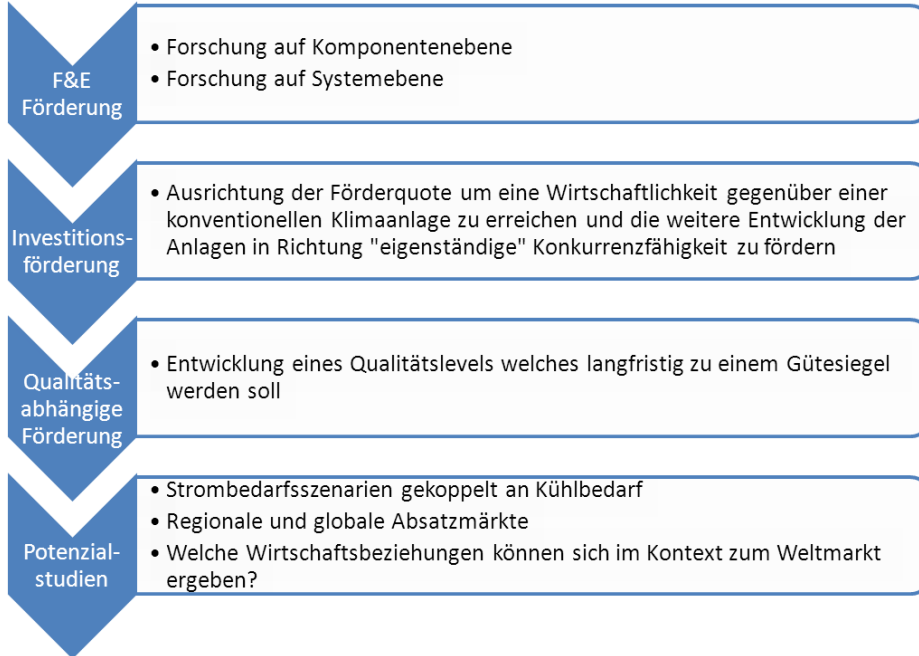 F&E
Förderung
• Forschung auf Komponentenebene
• Forschung auf Systemebene
Investitions-
förderung
• Ausrichtung der Förderquote um eine Wirtschaftlichkeit gegenüber einer
konventionellen Klimaanlage zu erreichen und die weitere Entwicklung der
Anlagen in Richtung "eigenständige" Konkurrenzfähigkeit zu fördern
Qualitäts-
abhängige
Förderung
• Entwicklung eines Qualitätslevels welches langfristig zu einem Gütesiegel
werden soll
Potenzial-
studien
• Strombedarfsszenarien gekoppelt an Kühlbedarf
• Regionale und globale Absatzmärkte
• Welche Wirtschaftsbeziehungen können sich im Kontext zum Weltmarkt
ergeben?